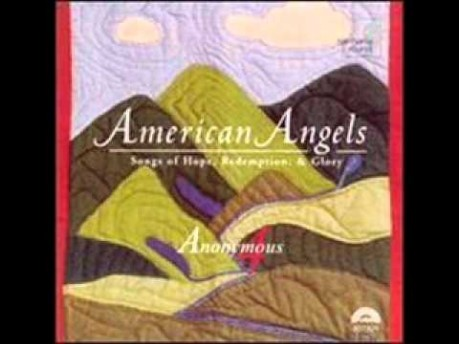 American Angels
Songs of Hope, Redemption, & Glory
Anonymous 4